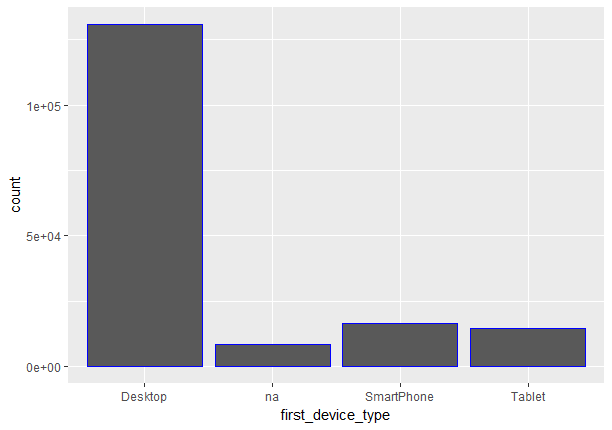 1e+05
5e+04
0e+00
count
Desktop na SmartPhone Tablet
first_device_type